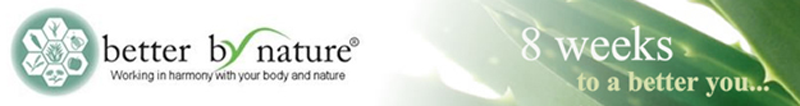 better by nature®
Working in harmony with your body and nature
8 weeks
to a better you...